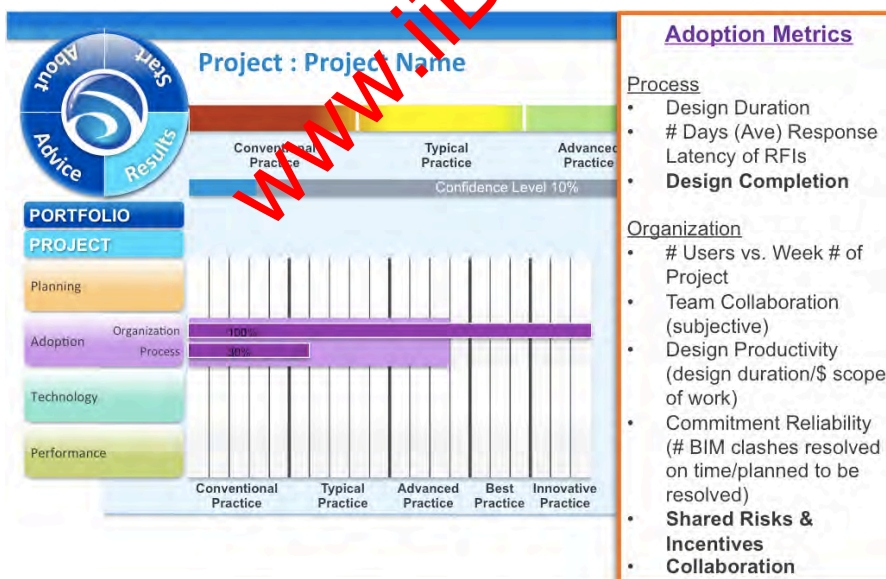 About
Start
Advice
Results
Project : Project Name
www.iiB
Conventional
Practice
Typical
Practice
Advanced
Practice
Confidence Level 10%
PORTFOLIO
PROJECT
Planning
Adoption
Organization
100%
Process
30%
Technology
Performance
Conventional
Practice
Typical
Practice
Advanced
Practice
Best
Practice
Innovative
Practice
Adoption Metrics
Process
• Design Duration
• # Days (Ave) Response
Latency of RFIs
• Design Completion
Organization
• # Users vs. Week # of
Project
• Team Collaboration
(subjective)
• Design Productivity
(design duration/$ scope
of work)
• Commitment Reliability
(# BIM clashes resolved
on time/planned to be
resolved)
• Shared Risks &
Incentives
• Collaboration